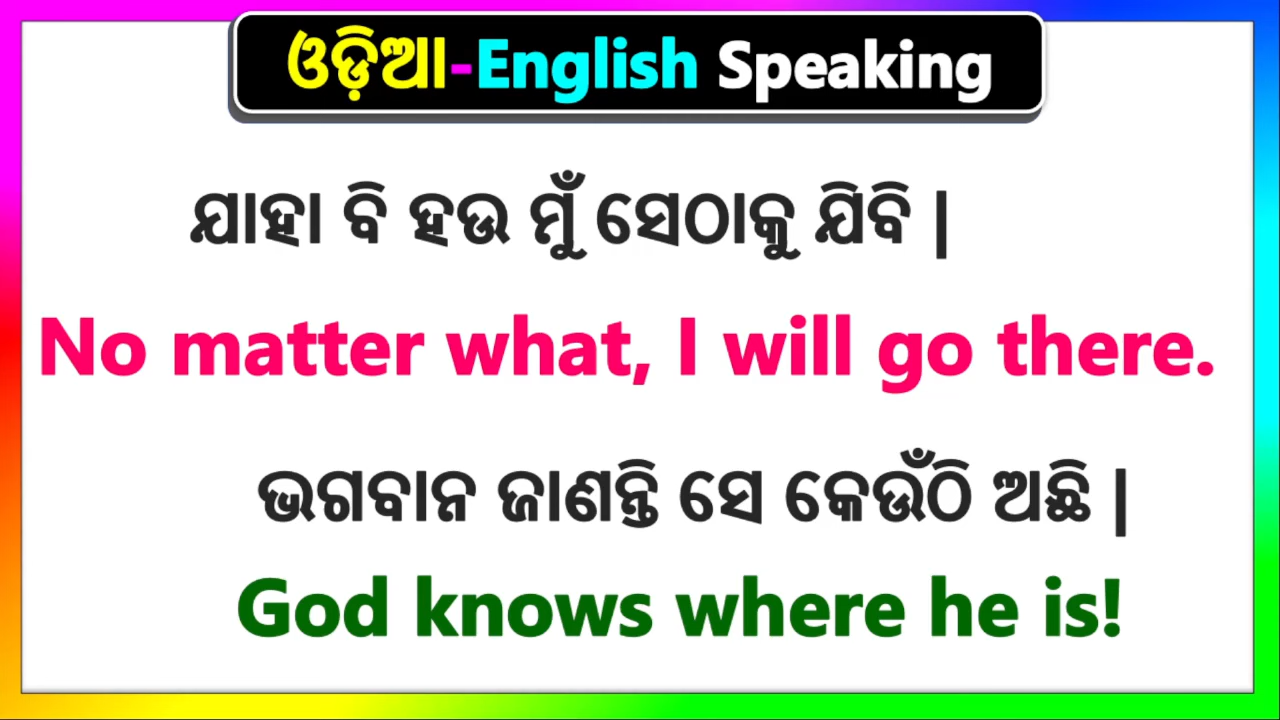 ଓଡ଼ିଆ-English Speaking
ଯାହା ବି ହଉ ମୁଁ ସେଠାକୁ ଯିବି |
No matter what, I will go there.
ଭଗବାନ ଜାଣନ୍ତି ସେ କେଉଁଠି ଅଛି |
God knows where he is!